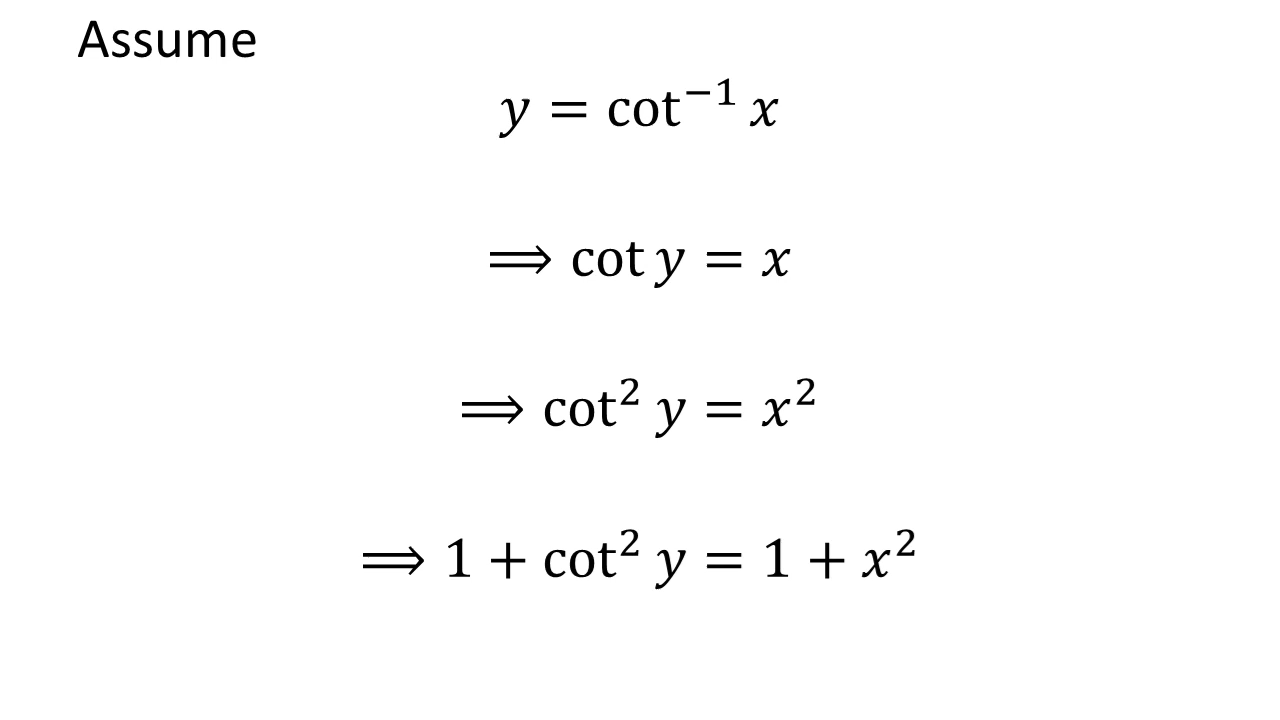 Assume
y = cot⁻¹ x
⟹ cot y = x
⟹ cot² y = x²
⟹ 1 + cot² y = 1 + x²